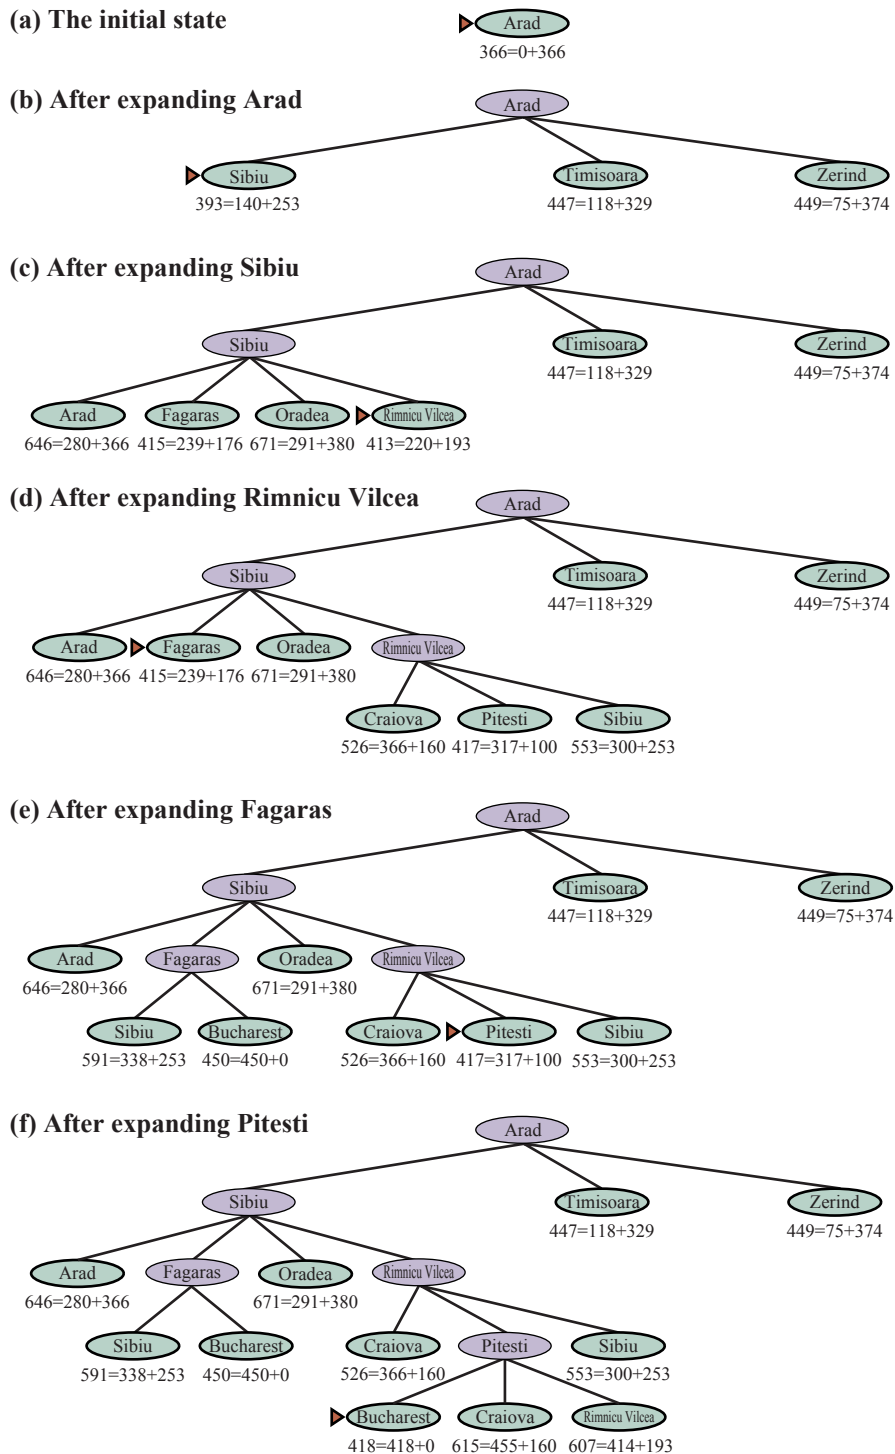 (a) The initial state
Arad
366=0+366
(b) After expanding Arad
Arad
Sibiu Timisoara Zerind
393=140+253 447=118+329 449=75+374
(c) After expanding Sibiu
Arad
Sibiu Timisoara Zerind
447=118+329 449=75+374
Arad Fagaras Oradea Rimnicu Vilcea
646=280+366 415=239+176 671=291+380 413=220+193
(d) After expanding Rimnicu Vilcea
Arad
Sibiu Timisoara Zerind
447=118+329 449=75+374
Arad Fagaras Oradea Rimnicu Vilcea
646=280+366 415=239+176 671=291+380
Craiova Pitesti Sibiu
526=366+160 417=317+100 553=300+253
(e) After expanding Fagaras
Arad
Sibiu Timisoara Zerind
447=118+329 449=75+374
Arad Fagaras Oradea Rimnicu Vilcea
646=280+366 671=291+380
Sibiu Bucharest Craiova Pitesti Sibiu
591=338+253 450=450+0 526=366+160 417=317+100 553=300+253
(f) After expanding Pitesti
Arad
Sibiu Timisoara Zerind
447=118+329 449=75+374
Arad Fagaras Oradea Rimnicu Vilcea
646=280+366 671=291+380
Sibiu Bucharest Craiova Pitesti Sibiu
591=338+253 450=450+0 526=366+160 553=300+253
Bucharest Craiova Rimnicu Vilcea
418=418+0 615=455+160 607=414+193